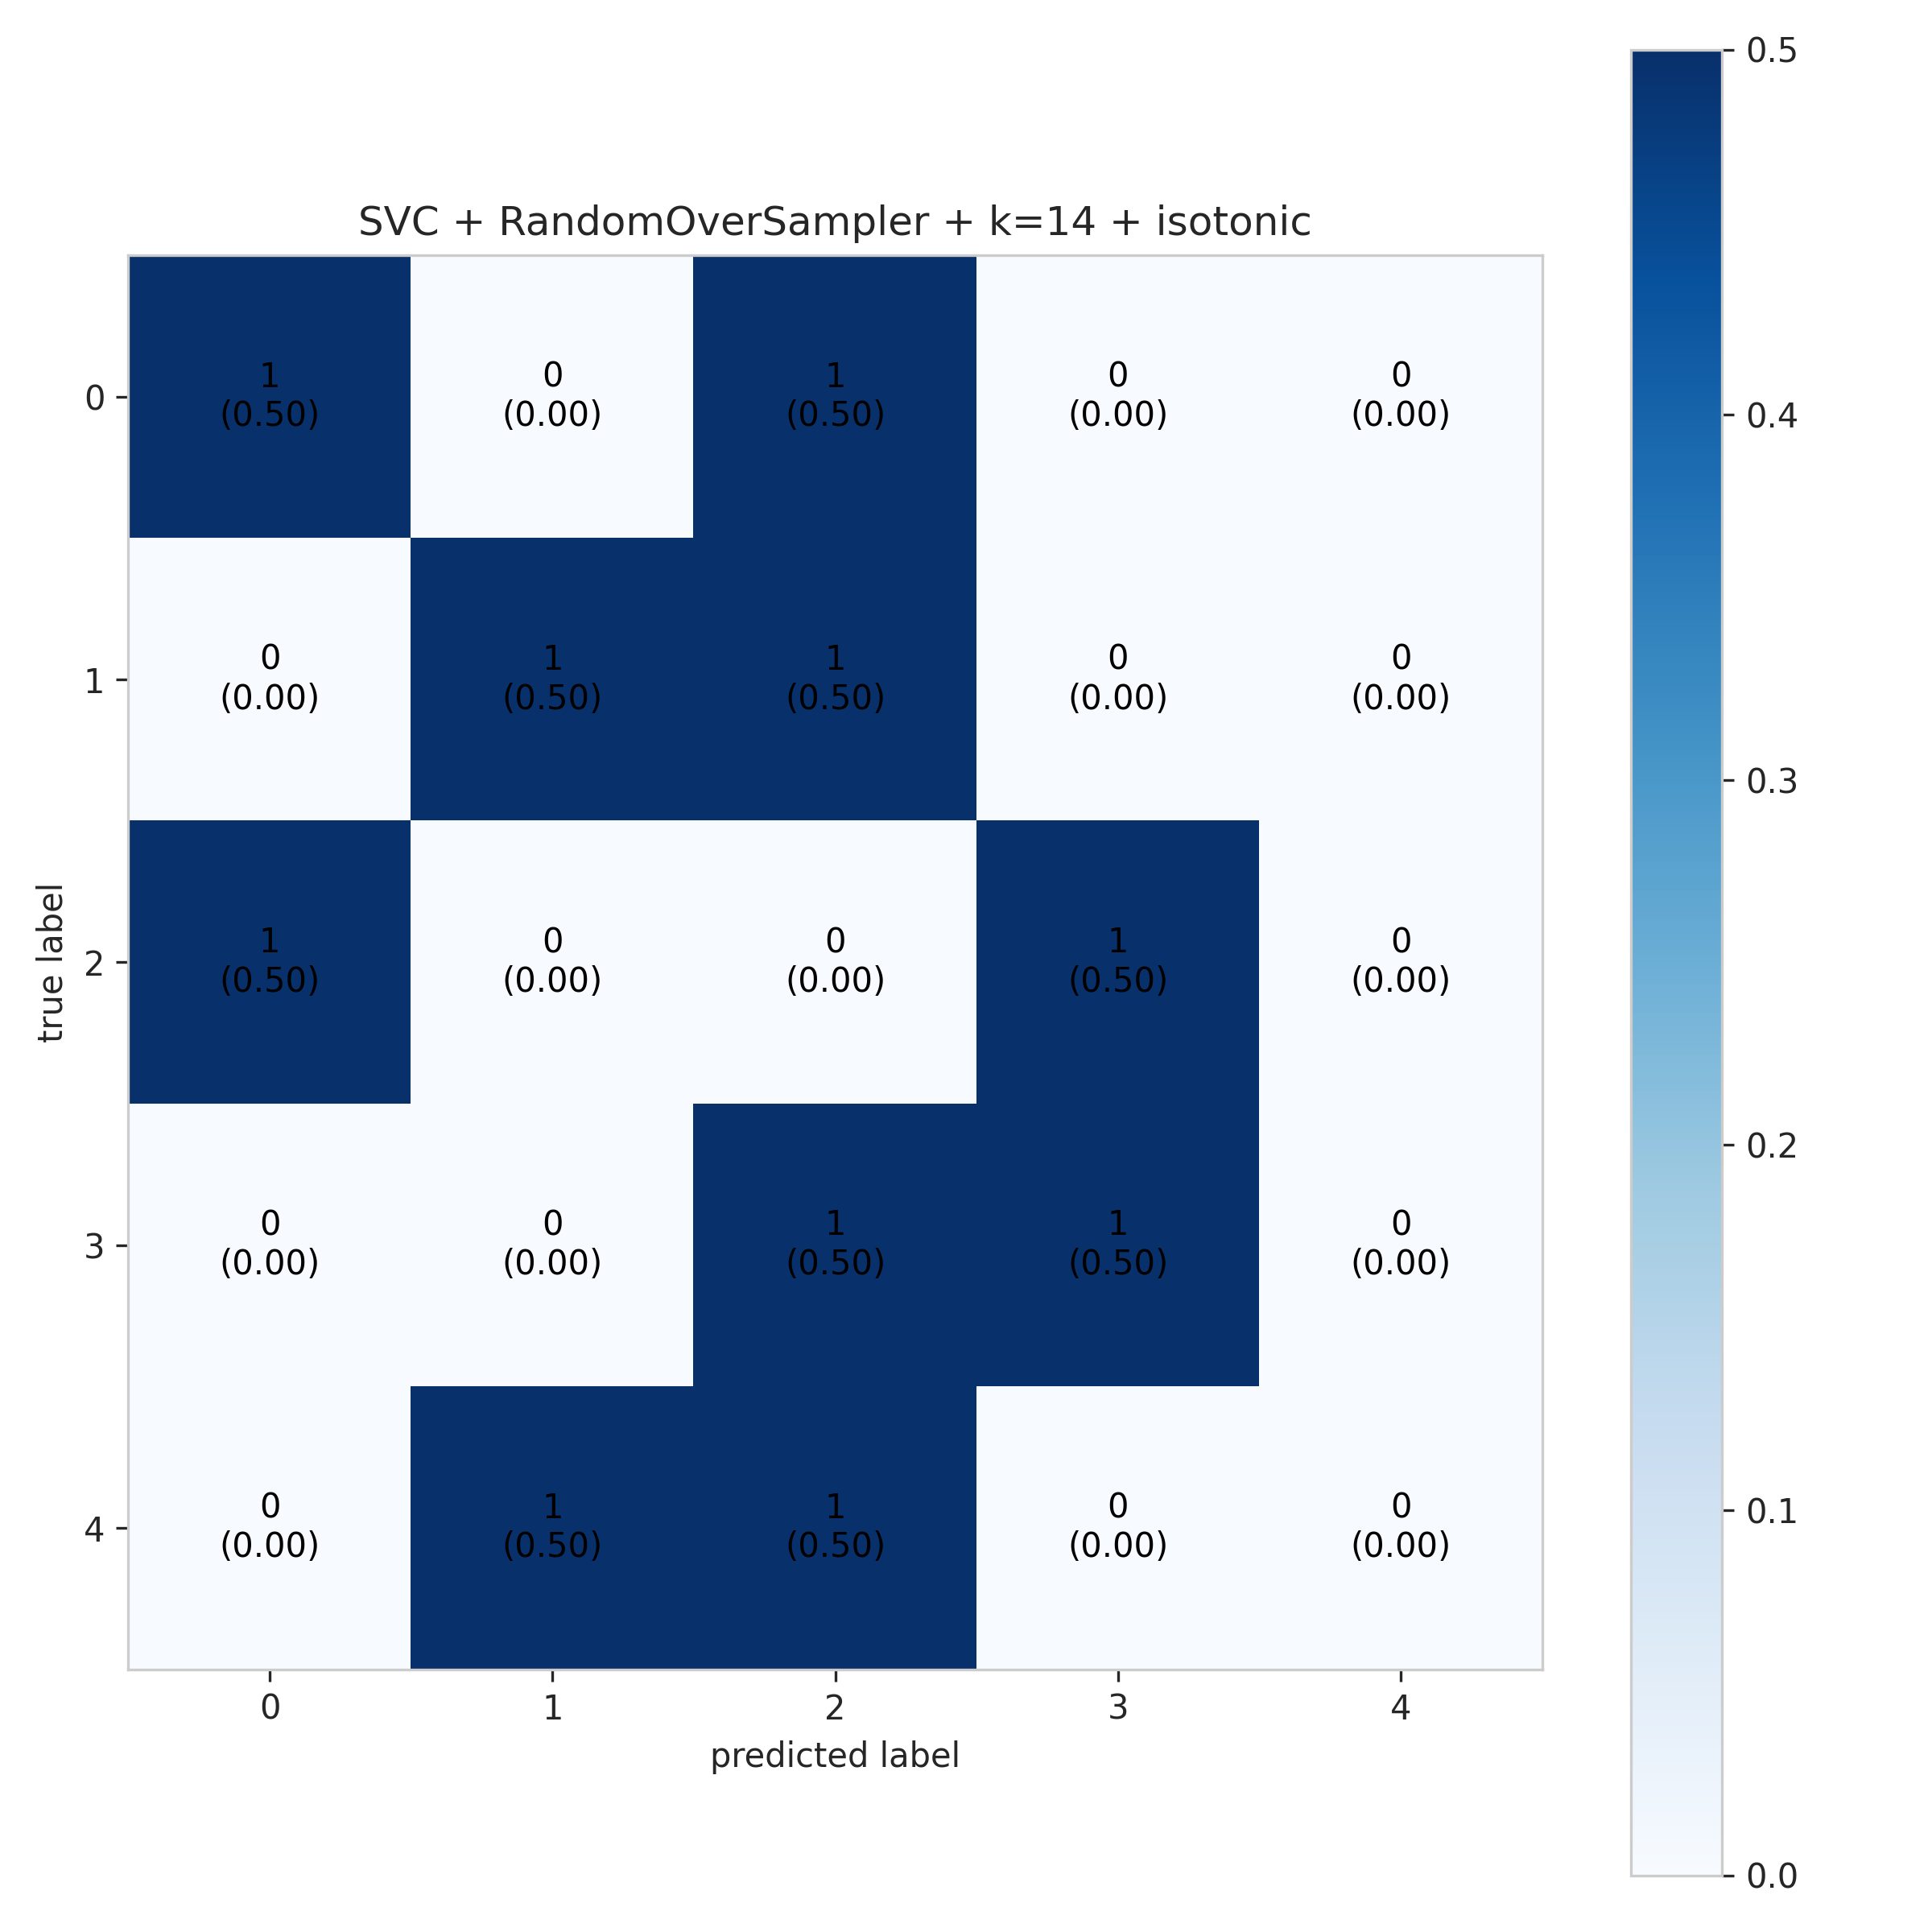 SVC + RandomOverSampler + k=14 + isotonic
0.5
0.4
0.3
0.2
0.1
0.0
true label
0
1 0 1 0 0
(0.50) (0.00) (0.50) (0.00) (0.00)
1
0 1 1 0 0
(0.00) (0.50) (0.50) (0.00) (0.00)
2
1 0 0 1 0
(0.50) (0.00) (0.00) (0.50) (0.00)
3
0 0 1 1 0
(0.00) (0.00) (0.50) (0.50) (0.00)
4
0 1 1 0 0
(0.00) (0.50) (0.50) (0.00) (0.00)
0 1 2 3 4
predicted label